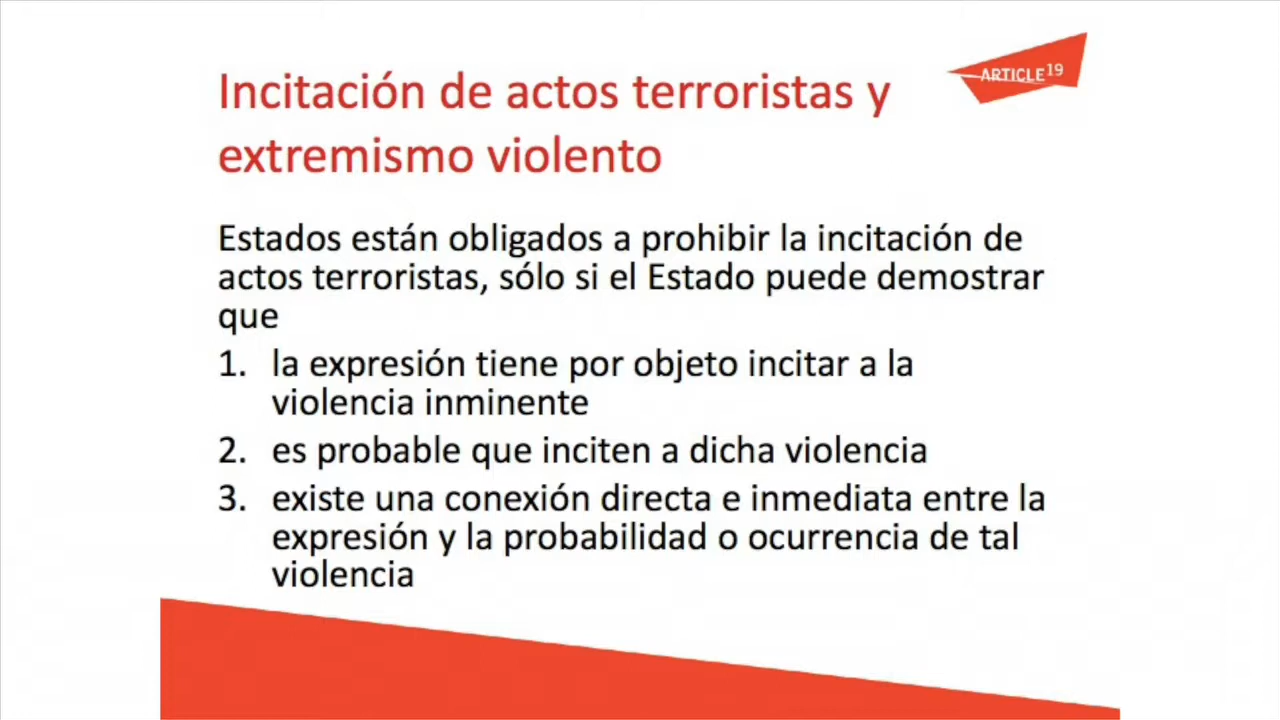 Incitación de actos terroristas y
extremismo violento
ARTICLE19
Estados están obligados a prohibir la incitación de
actos terroristas, sólo si el Estado puede demostrar
que
1. la expresión tiene por objeto incitar a la
violencia inminente
2. es probable que inciten a dicha violencia
3. existe una conexión directa e inmediata entre la
expresión y la probabilidad o ocurrencia de tal
violencia